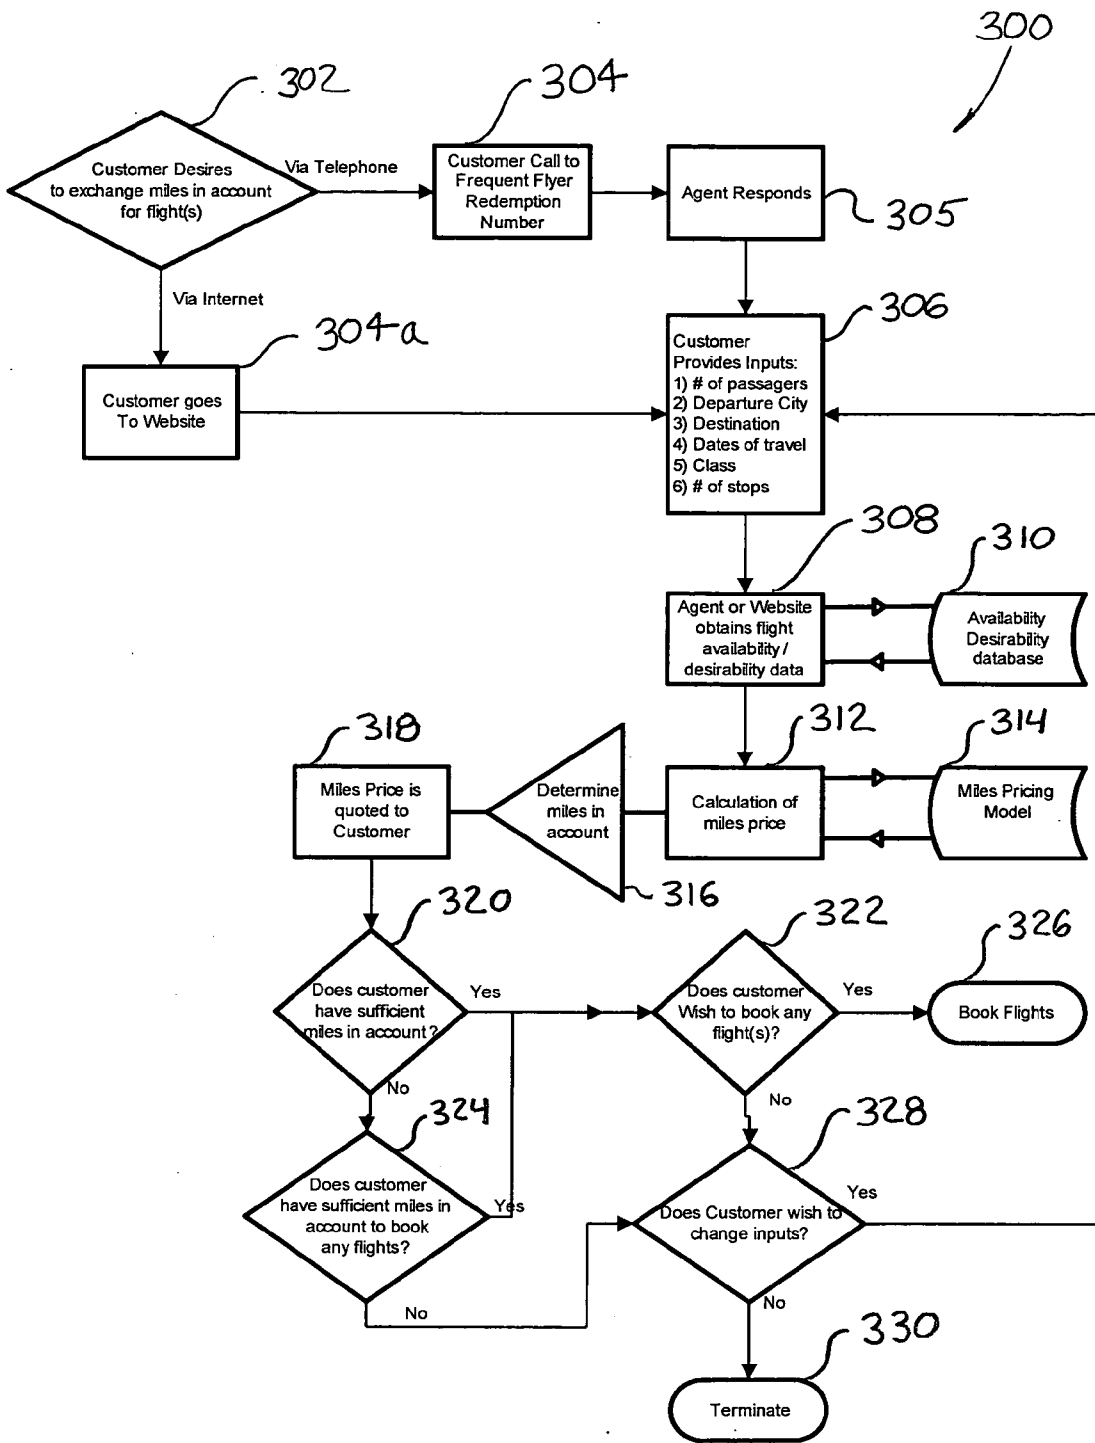 300
302
304
Customer Desires
to exchange miles in account
for flight(s)
Via Telephone
Customer Call to
Frequent Flyer
Redemption
Number
Agent Responds
305
Via Internet
304a
306
Customer goes
To Website
Customer
Provides Inputs:
1) # of passagers
2) Departure City
3) Destination
4) Dates of travel
5) Class
6) # of stops
308
310
Agent or Website
obtains flight
availability /
desirability data
Availability
Desirability
database
318
312
314
Miles Price is
quoted to
Customer
Determine
miles in
account
Calculation of
miles price
Miles Pricing
Model
316
320
322
326
Does customer
have sufficient
miles in account?
Yes
Does customer
Wish to book any
flight(s)?
Yes
Book Flights
No
No
324
328
Does customer
have sufficient miles in
account to book
any flights?
Yes
Does Customer wish to
change inputs?
Yes
No
No
330
Terminate